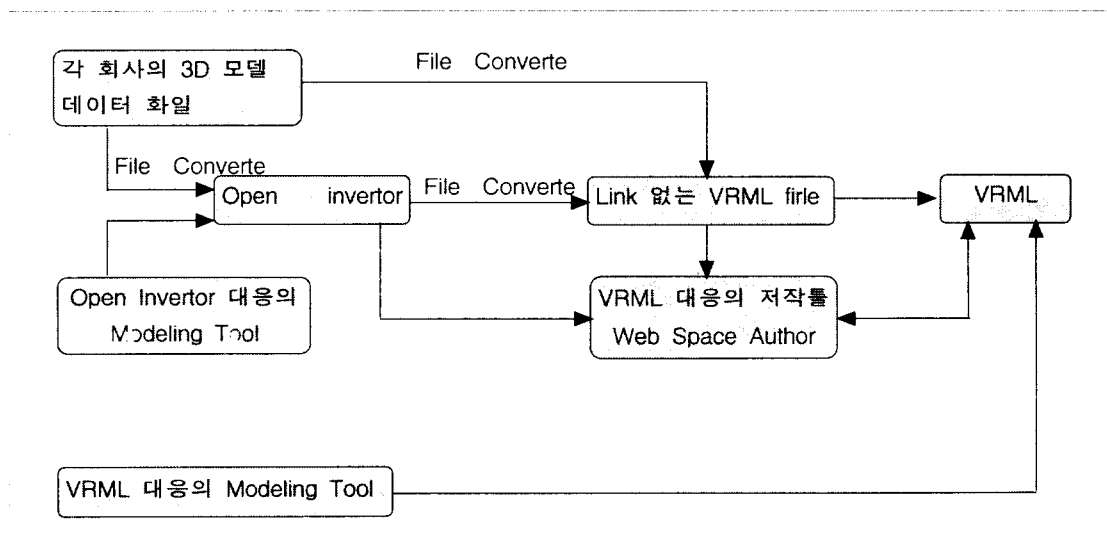 각 회사의 3D 모델
데이터 화일
File Converte
File Converte
Open invertor
File Converte
Link 없는 VRML firle
VRML
Open Invertor 대응의
Modeling Tool
VRML 대응의 저작툴
Web Space Author
VRML 대응의 Modeling Tool